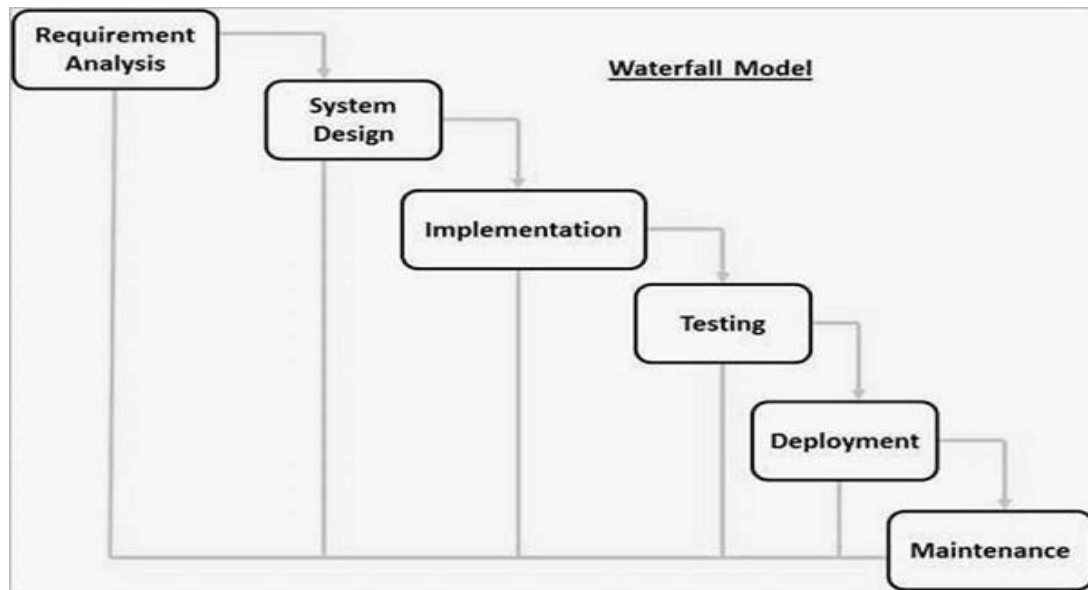 Requirement
Analysis
Waterfall Model
System
Design
Implementation
Testing
Deployment
Maintenance